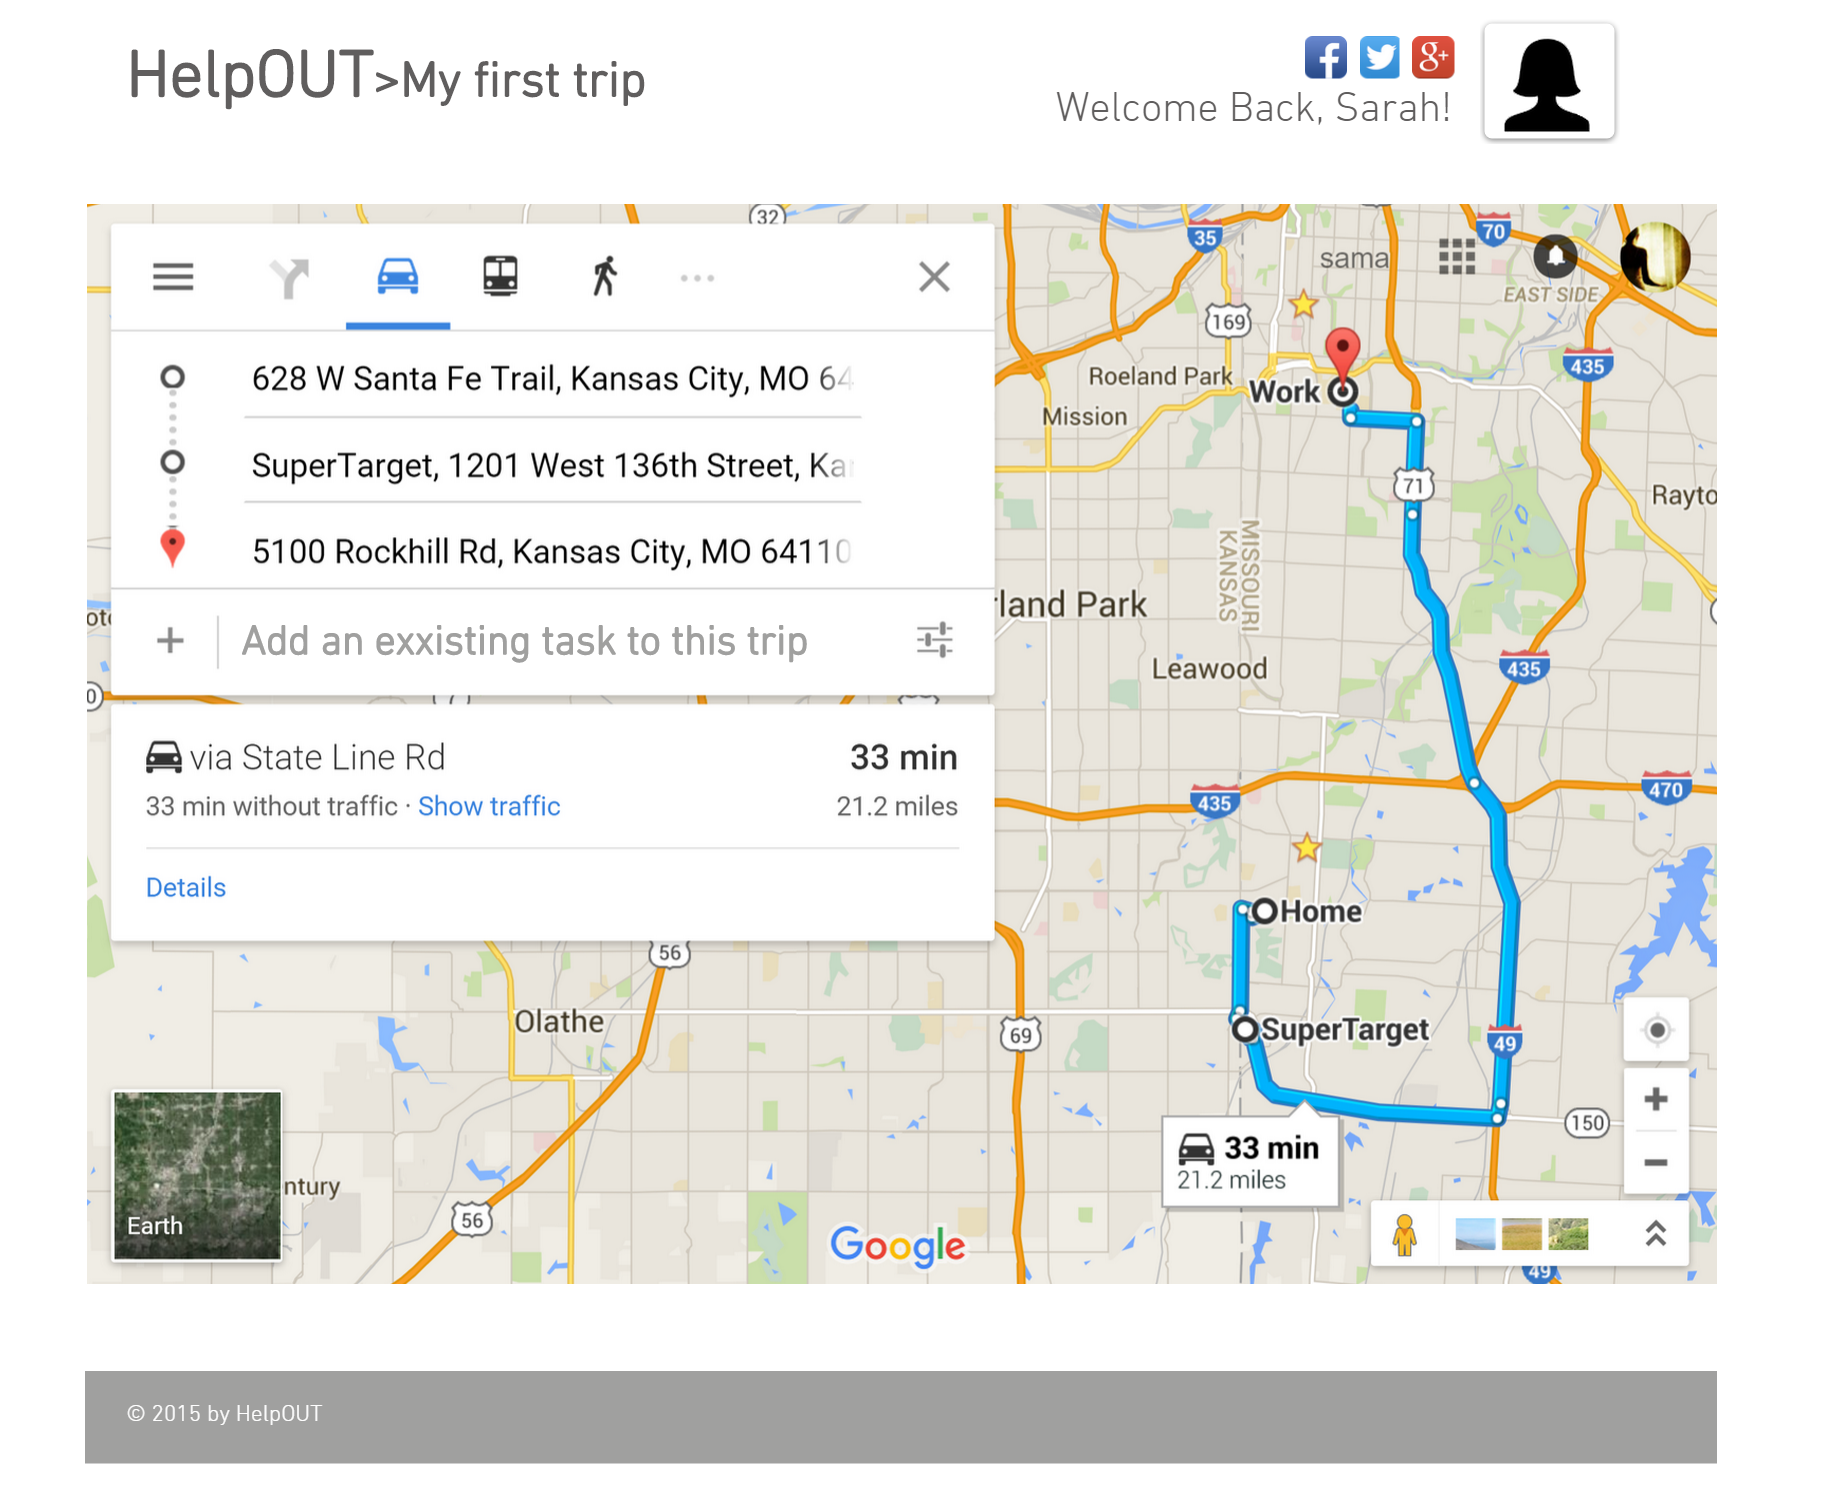 HelpOUT>My first trip
Welcome Back, Sarah!
628 W Santa Fe Trail, Kansas City, MO 64
SuperTarget, 1201 West 136th Street, Kan
5100 Rockhill Rd, Kansas City, MO 64110
Add an exxisting task to this trip
via State Line Rd
33 min
33 min without traffic · Show traffic
21.2 miles
Details
32
35
70
sama
EAST SIDE
169
435
Roeland Park
Work
Mission
71
Rayto
MISSOURI
KANSAS
rland Park
Leawood
435
435
470
Home
56
Olathe
69
SuperTarget
49
150
33 min
21.2 miles
ntury
56
Earth
Google
49
© 2015 by HelpOUT